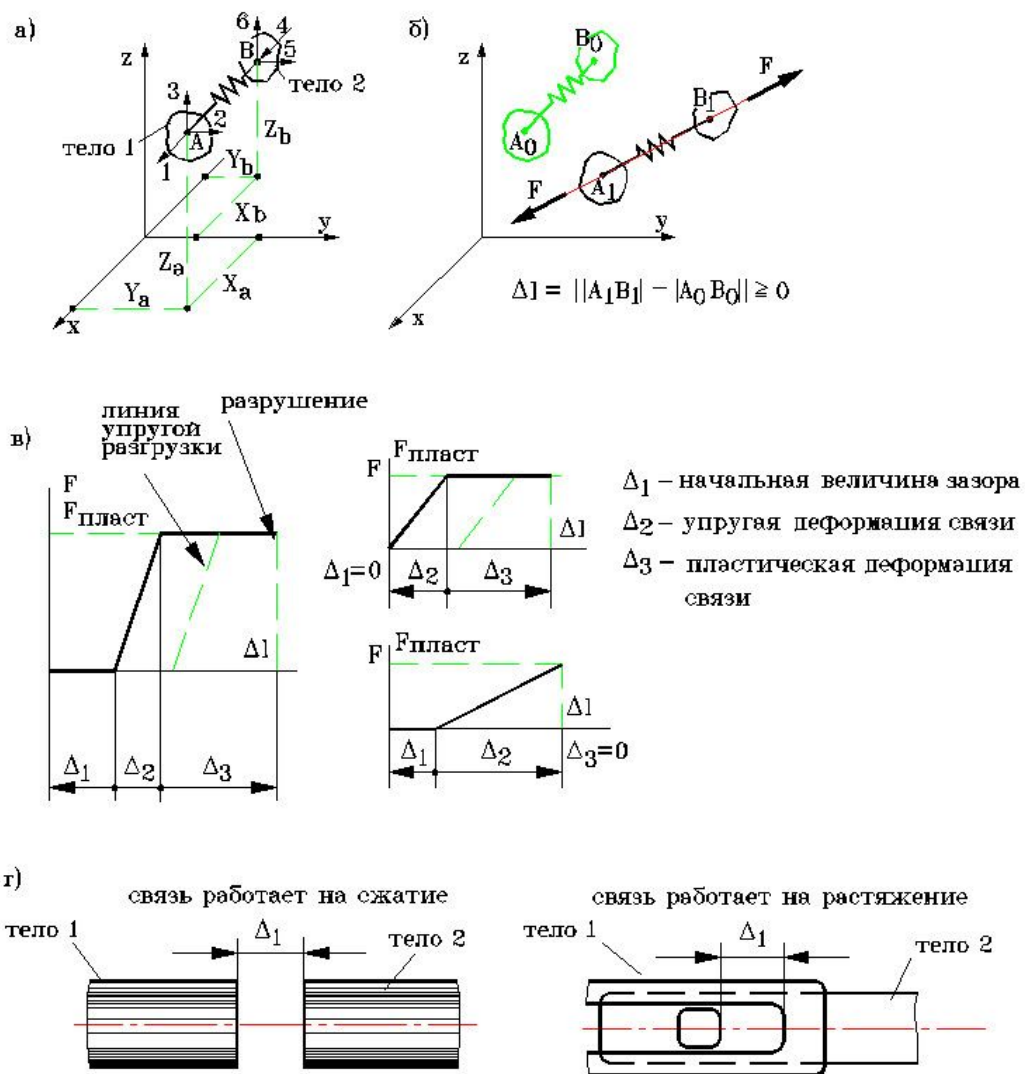 а)
z
6
4
B
5
тело 2
3
2
A
тело 1
1
Zb
Yb
Xb
y
Za
Xa
Ya
x
б)
z
B0
A0
F
B1
A1
F
y
x
Δl = ||A1B1| − |A0B0|| ≧ 0
в)
линия
упругой
разгрузки
разрушение
F
Fпласт
Δl
Δ1
Δ2
Δ3
Fпласт
F
Δl
Δ1=0
Δ2
Δ3
Fпласт
F
Δl
Δ1
Δ2
Δ3=0
Δ1 – начальная величина зазора
Δ2 – упругая деформация связи
Δ3 – пластическая деформация
связи
г)
связь работает на сжатие
тело 1
Δ1
тело 2
связь работает на растяжение
тело 1
Δ1
тело 2